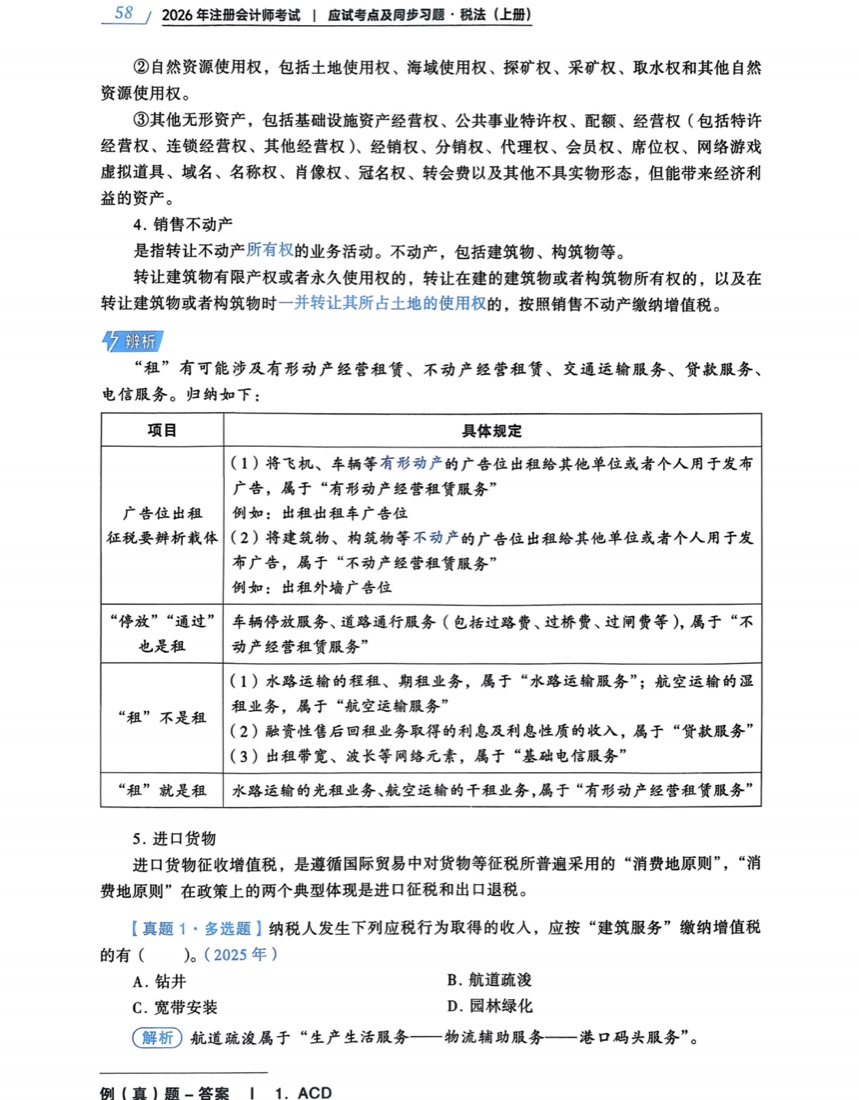 58 2026年注册会计师考试 | 应试考点及同步习题·税法（上册）
②自然资源使用权，包括土地使用权、海域使用权、探矿权、采矿权、取水权和其他自然
资源使用权。
③其他无形资产，包括基础设施资产经营权、公共事业特许权、配额、经营权（包括特许
经营权、连锁经营权、其他经营权）、经销权、分销权、代理权、会员权、席位权、网络游戏
虚拟道具、域名、名称权、肖像权、冠名权、转会费以及其他不具实物形态，但能带来经济利
益的资产。
4. 销售不动产
是指转让不动产所有权的业务活动。不动产，包括建筑物、构筑物等。
转让建筑物有限产权或者永久使用权的，转让在建的建筑物或者构筑物所有权的，以及在
转让建筑物或者构筑物时一并转让其所占土地的使用权的，按照销售不动产缴纳增值税。
辨析
“租”有可能涉及有形动产经营租赁、不动产经营租赁、交通运输服务、贷款服务、
电信服务。归纳如下：
项目 具体规定
广告位出租
征税要辨析载体
（1）将飞机、车辆等有形动产的广告位出租给其他单位或者个人用于发布
广告，属于“有形动产经营租赁服务”
例如：出租出租车广告位
（2）将建筑物、构筑物等不动产的广告位出租给其他单位或者个人用于发
布广告，属于“不动产经营租赁服务”
例如：出租外墙广告位
“停放”“通过”
也是租
车辆停放服务、道路通行服务（包括过路费、过桥费、过闸费等），属于“不
动产经营租赁服务”
“租”不是租
（1）水路运输的程租、期租业务，属于“水路运输服务”；航空运输的湿
租业务，属于“航空运输服务”
（2）融资性售后回租业务取得的利息及利息性质的收入，属于“贷款服务”
（3）出租带宽、波长等网络元素，属于“基础电信服务”
“租”就是租 水路运输的光租业务、航空运输的干租业务，属于“有形动产经营租赁服务”
5. 进口货物
进口货物征收增值税，是遵循国际贸易中对货物等征税所普遍采用的“消费地原则”，“消
费地原则”在政策上的两个典型体现是进口征税和出口退税。
【真题1·多选题】纳税人发生下列应税行为取得的收人，应按“建筑服务”缴纳增值税
的有（　　）。（2025年）
A. 钻井 B. 航道疏浚
C. 宽带安装 D. 园林绿化
解析 航道疏浚属于“生产生活服务——物流辅助服务——港口码头服务”。
例（真）题-答案 | 1. ACD